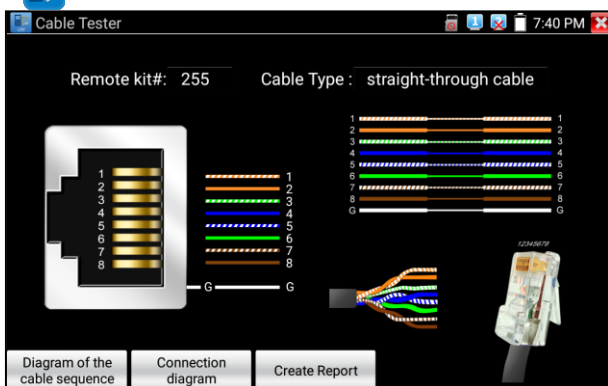 Cable Tester
7:40 PM
Remote kit#: 255 Cable Type : straight-through cable
1 1
2 2
3 3
4 4
5 5
6 6
7 7
8 8
G G
1 1
2 2
3 3
4 4
5 5
6 6
7 7
8 8
G G
12345678
Diagram of the cable sequence
Connection diagram
Create Report